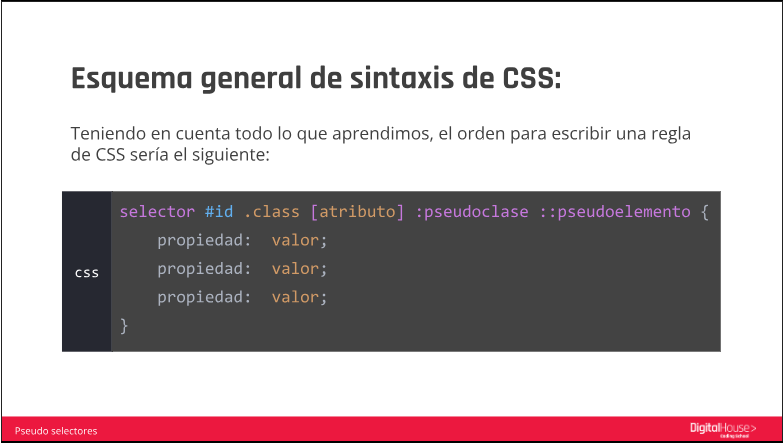 Esquema general de sintaxis de CSS:
Teniendo en cuenta todo lo que aprendimos, el orden para escribir una regla
de CSS sería el siguiente:
selector #id .class [atributo] :pseudoclase ::pseudoelemento {
propiedad: valor;
propiedad: valor;
css
propiedad: valor;
}
Pseudo selectores
DigitalHouse>
Coding School